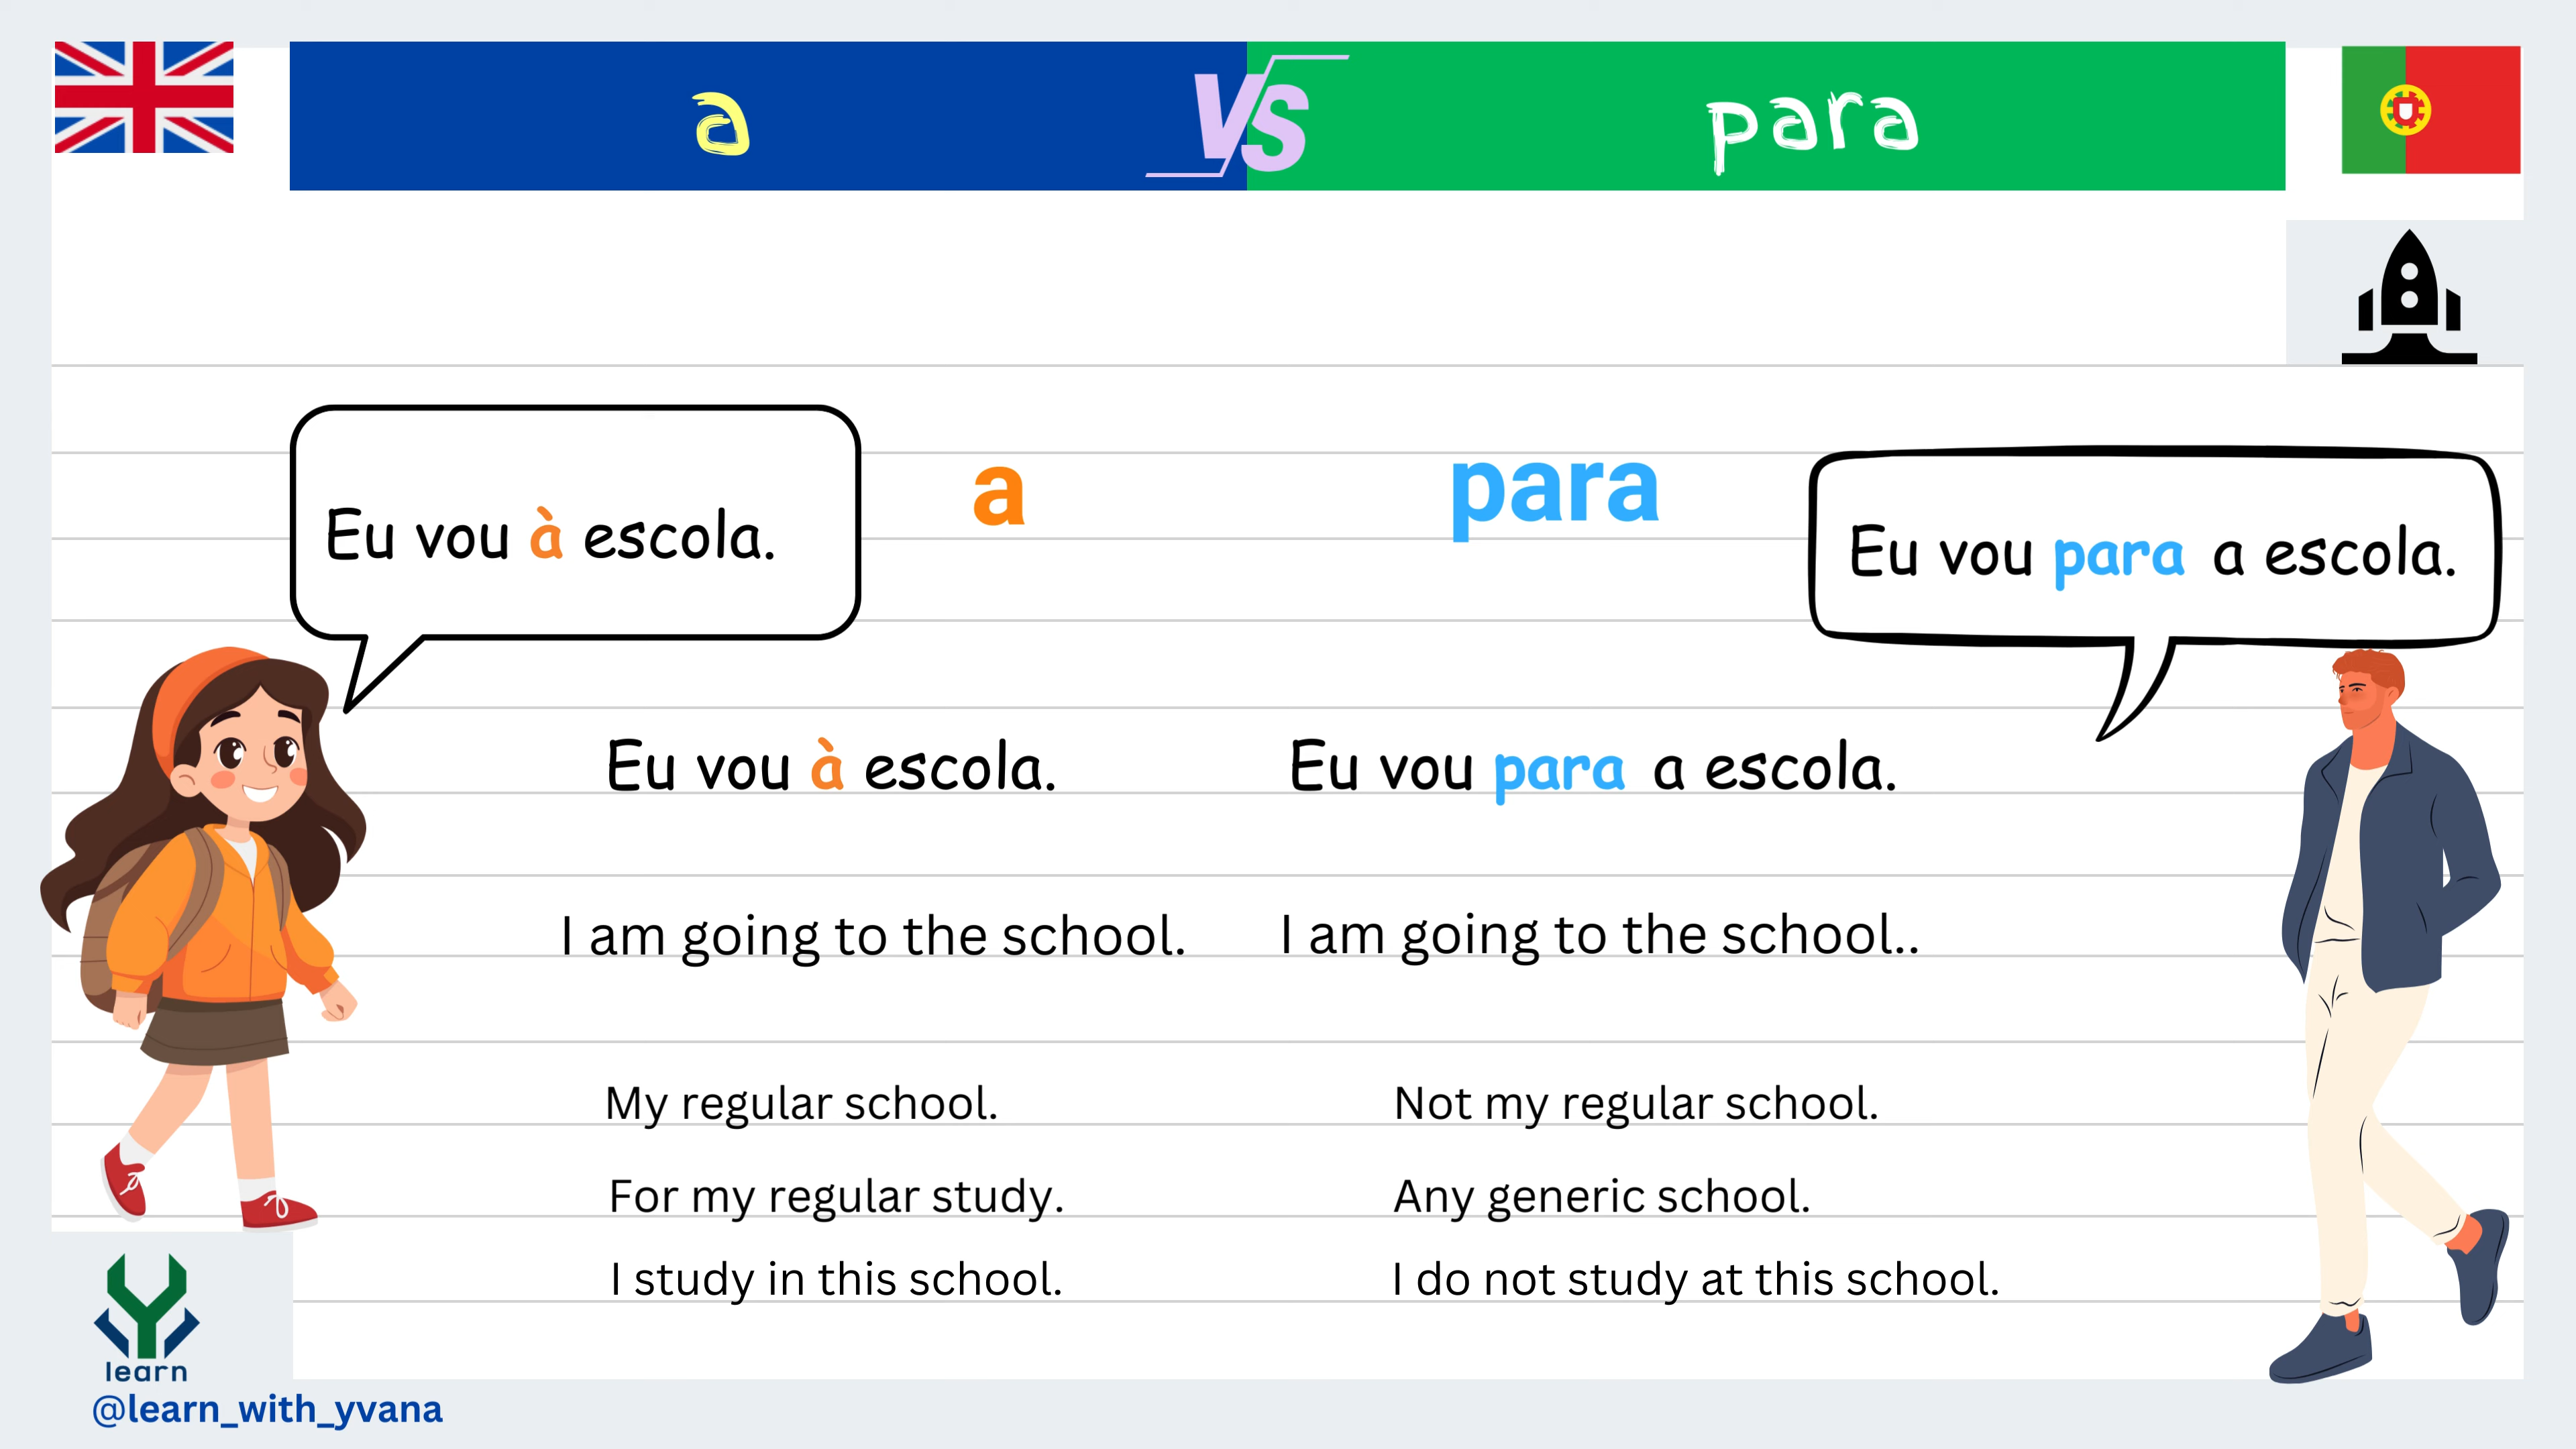 a VS para
Eu vou à escola.
a
para
Eu vou para a escola.
Eu vou à escola.
Eu vou para a escola.
I am going to the school.
I am going to the school..
My regular school.
Not my regular school.
For my regular study.
Any generic school.
I study in this school.
I do not study at this school.
learn
@learn_with_yvana